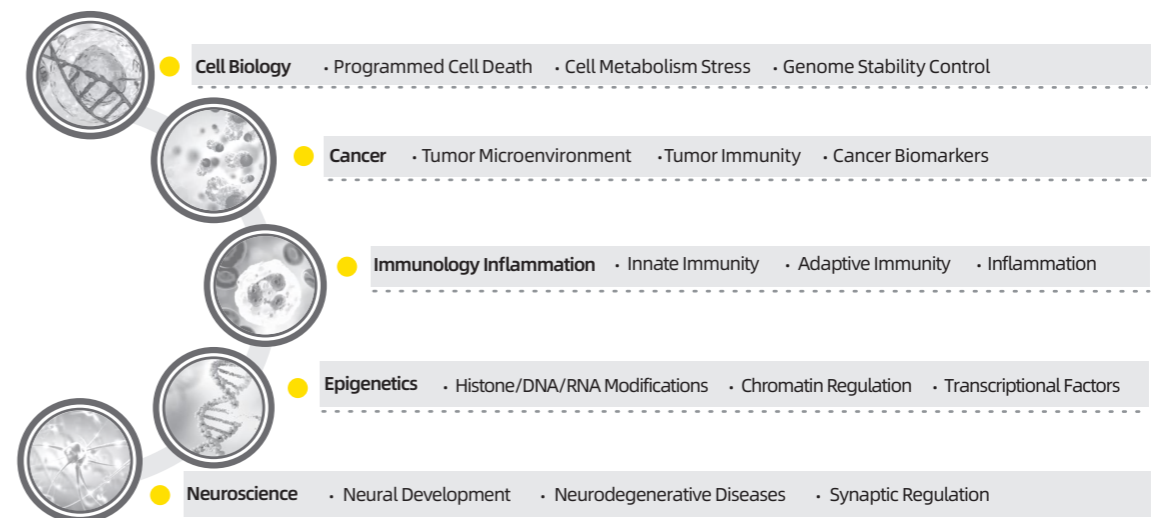 Cell Biology · Programmed Cell Death · Cell Metabolism Stress · Genome Stability Control
Cancer · Tumor Microenvironment · Tumor Immunity · Cancer Biomarkers
Immunology Inflammation · Innate Immunity · Adaptive Immunity · Inflammation
Epigenetics · Histone/DNA/RNA Modifications · Chromatin Regulation · Transcriptional Factors
Neuroscience · Neural Development · Neurodegenerative Diseases · Synaptic Regulation